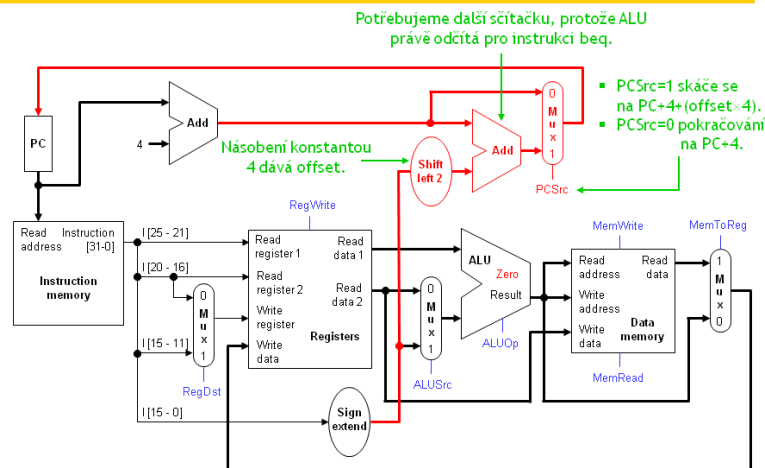 Potřebujeme další sčítačku, protože ALU
právě odčítá pro instrukci beq.
▪ PCSrc=1 skáče se
na PC+4+(offset×4).
▪ PCSrc=0 pokračování
na PC+4.
0
M
u
x
1
Add
PC
4
Násobení konstantou
4 dává offset.
Shift
left 2
Add
PCSrc
RegWrite
MemWrite
MemToReg
Read
address
Instruction
[31-0]
Instruction
memory
I [25 - 21]
I [20 - 16]
I [15 - 11]
I [15 - 0]
0
M
u
x
1
RegDst
Read
register 1
Read
register 2
Write
register
Write
data
Read
data 1
Read
data 2
Registers
0
M
u
x
1
ALUSrc
ALU
Zero
Result
ALUOp
Read
address
Write
address
Write
data
Read
data
Data
memory
MemRead
1
M
u
x
0
Sign
extend